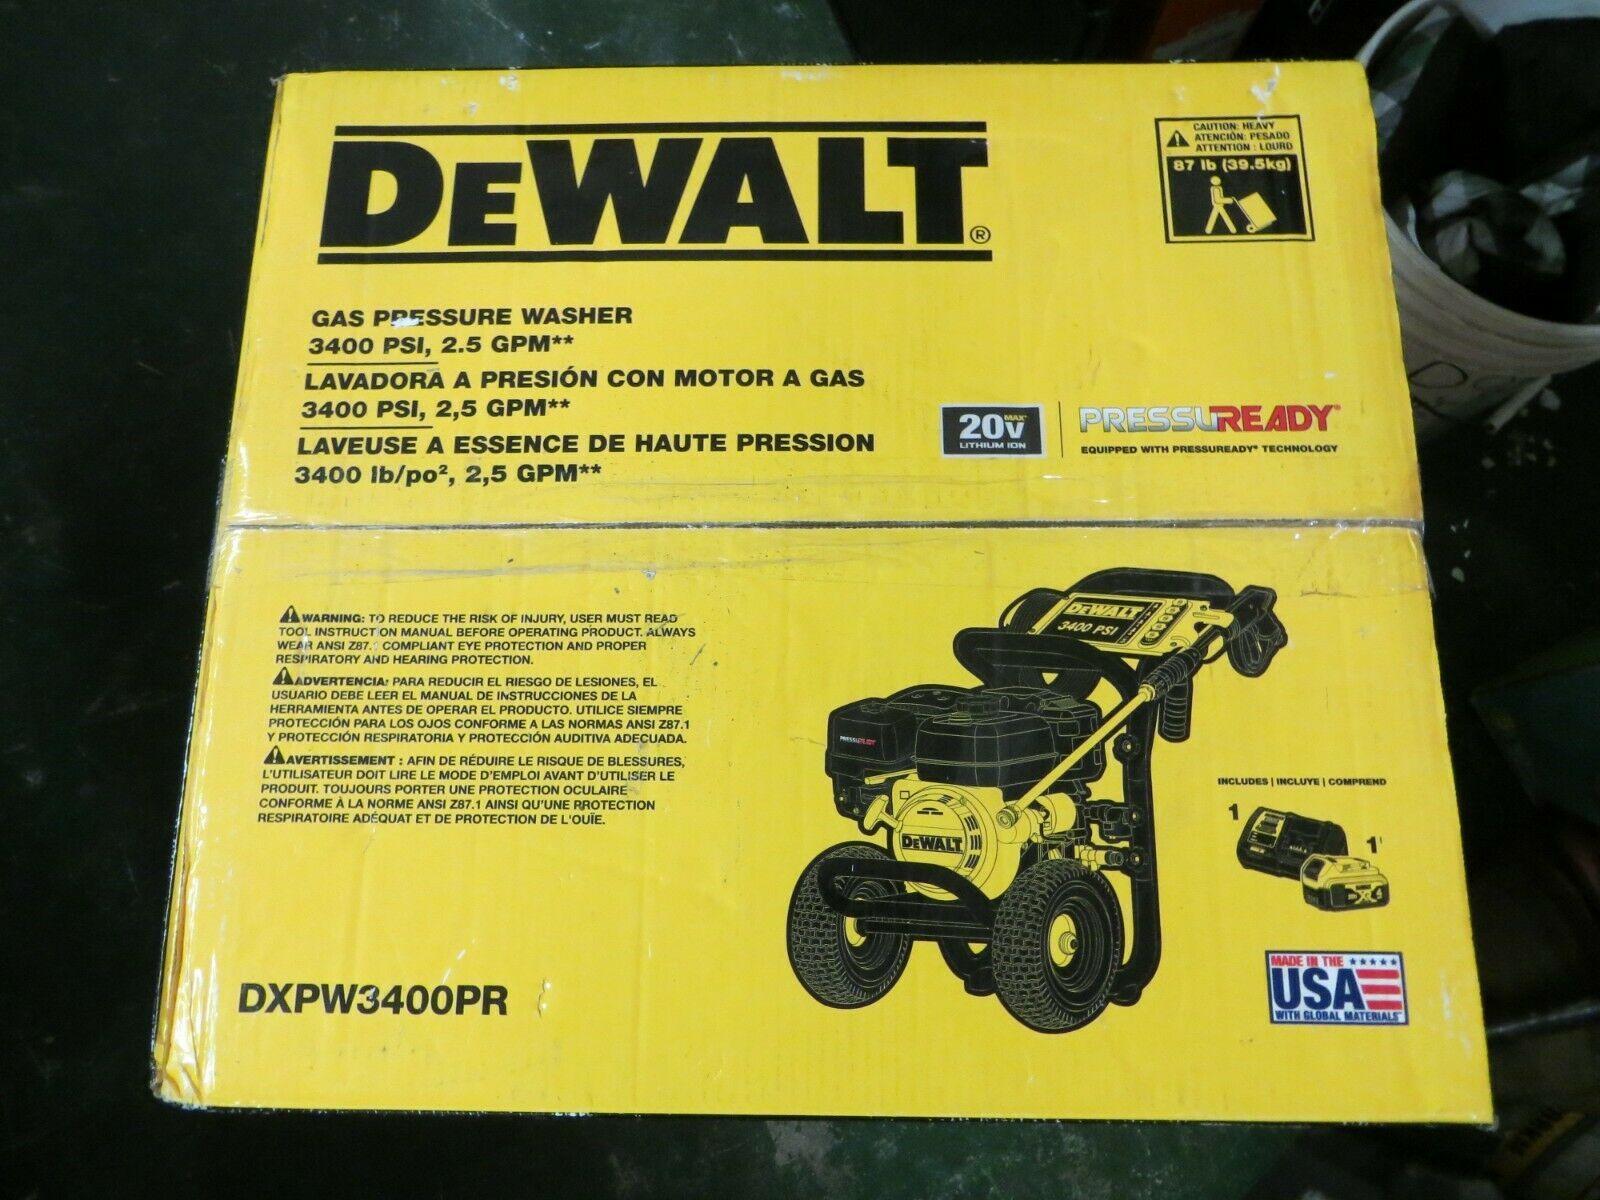 DEWALT®
CAUTION: HEAVY
ATENCIÓN: PESADO
ATTENTION : LOURD
87 lb (39.5kg)
GAS PRESSURE WASHER
3400 PSI, 2.5 GPM**
LAVADORA A PRESIÓN CON MOTOR A GAS
3400 PSI, 2,5 GPM**
LAVEUSE A ESSENCE DE HAUTE PRESSION
3400 lb/po², 2,5 GPM**
20V MAX*
LITHIUM ION
PRESSUREADY®
EQUIPPED WITH PRESSUREADY® TECHNOLOGY
WARNING: TO REDUCE THE RISK OF INJURY, USER MUST READ
TOOL INSTRUCTION MANUAL BEFORE OPERATING PRODUCT. ALWAYS
WEAR ANSI Z87.1 COMPLIANT EYE PROTECTION AND PROPER
RESPIRATORY AND HEARING PROTECTION.
ADVERTENCIA: PARA REDUCIR EL RIESGO DE LESIONES, EL
USUARIO DEBE LEER EL MANUAL DE INSTRUCCIONES DE LA
HERRAMIENTA ANTES DE OPERAR EL PRODUCTO. UTILICE SIEMPRE
PROTECCIÓN PARA LOS OJOS CONFORME A LAS NORMAS ANSI Z87.1
Y PROTECCIÓN RESPIRATORIA Y PROTECCIÓN AUDITIVA ADECUADA.
AVERTISSEMENT : AFIN DE RÉDUIRE LE RISQUE DE BLESSURES,
L'UTILISATEUR DOIT LIRE LE MODE D'EMPLOI AVANT D'UTILISER LE
PRODUIT. TOUJOURS PORTER UNE PROTECTION OCULAIRE
CONFORME À LA NORME ANSI Z87.1 AINSI QU'UNE PROTECTION
RESPIRATOIRE ADÉQUAT ET DE PROTECTION DE L'OUÏE.
DEWALT
3400 PSI
PRESSUREADY
DEWALT
INCLUDES | INCLUYE | COMPREND
1
1
XR
MADE IN THE
USA
WITH GLOBAL MATERIALS
DXPW3400PR